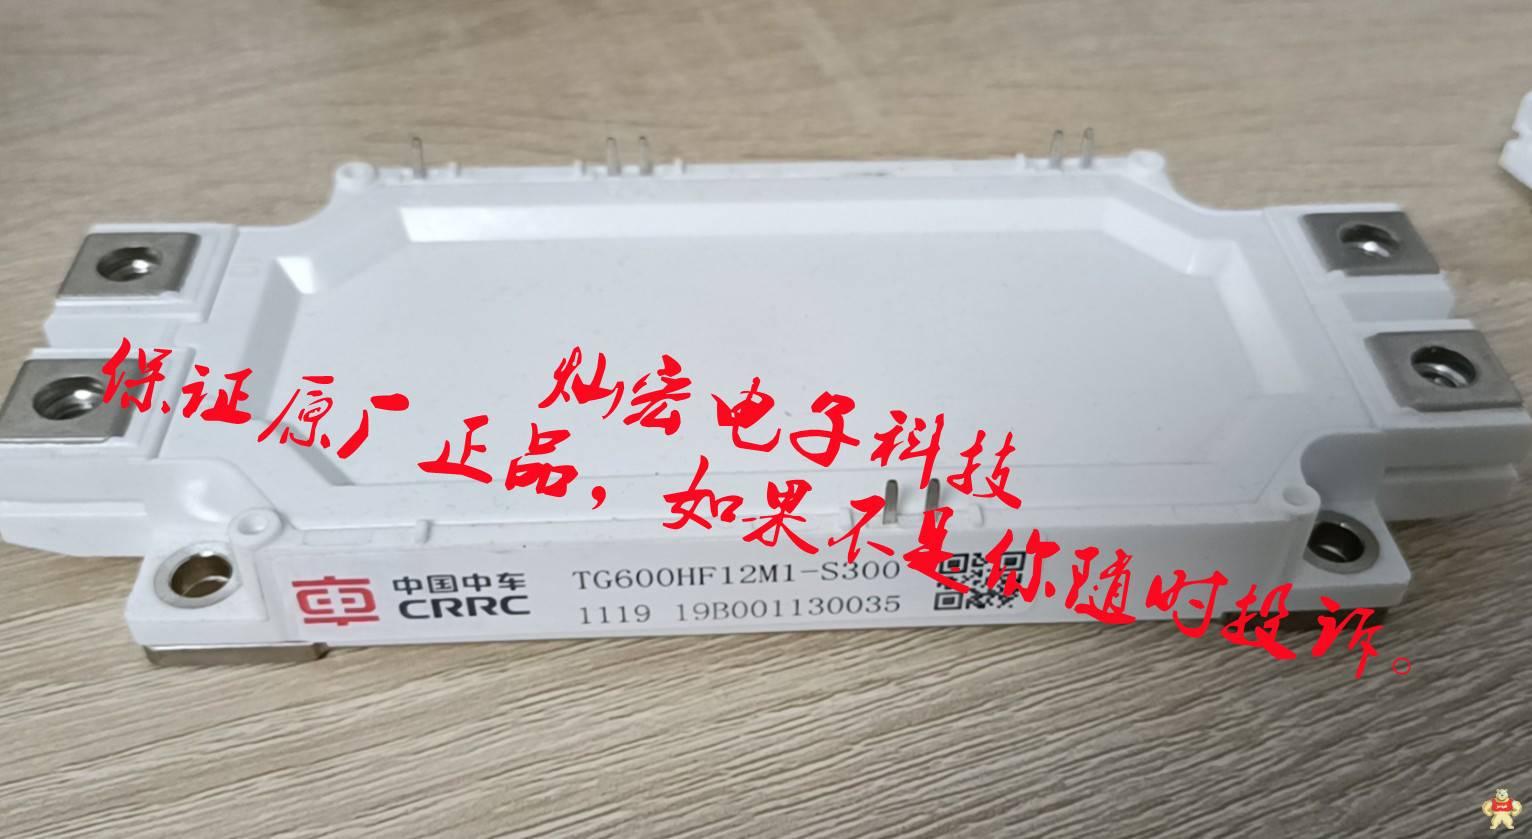 灿宏电子科技
保证原厂正品，如果不是你随时投诉。
中国中车
CRRC
TG600HF12M1-S300
1119 19B001130035